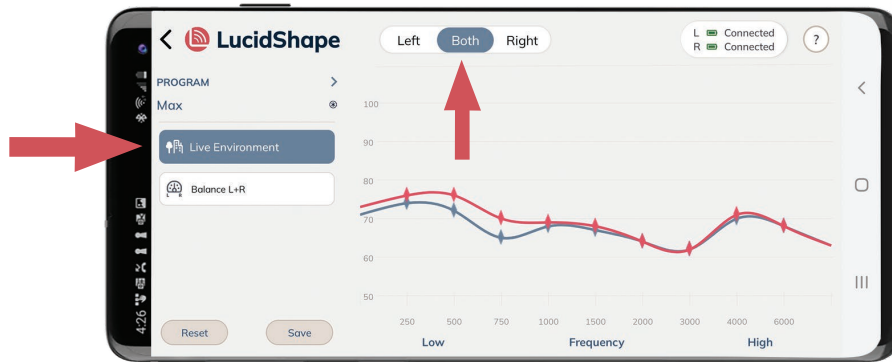 LucidShape
Left Both Right
L Connected
R Connected
?
PROGRAM
Max
Live Environment
L R
Balance L+R
Reset Save
100
90
80
70
60
50
250 500 750 1000 1500 2000 3000 4000 6000
Low Frequency High
4:26